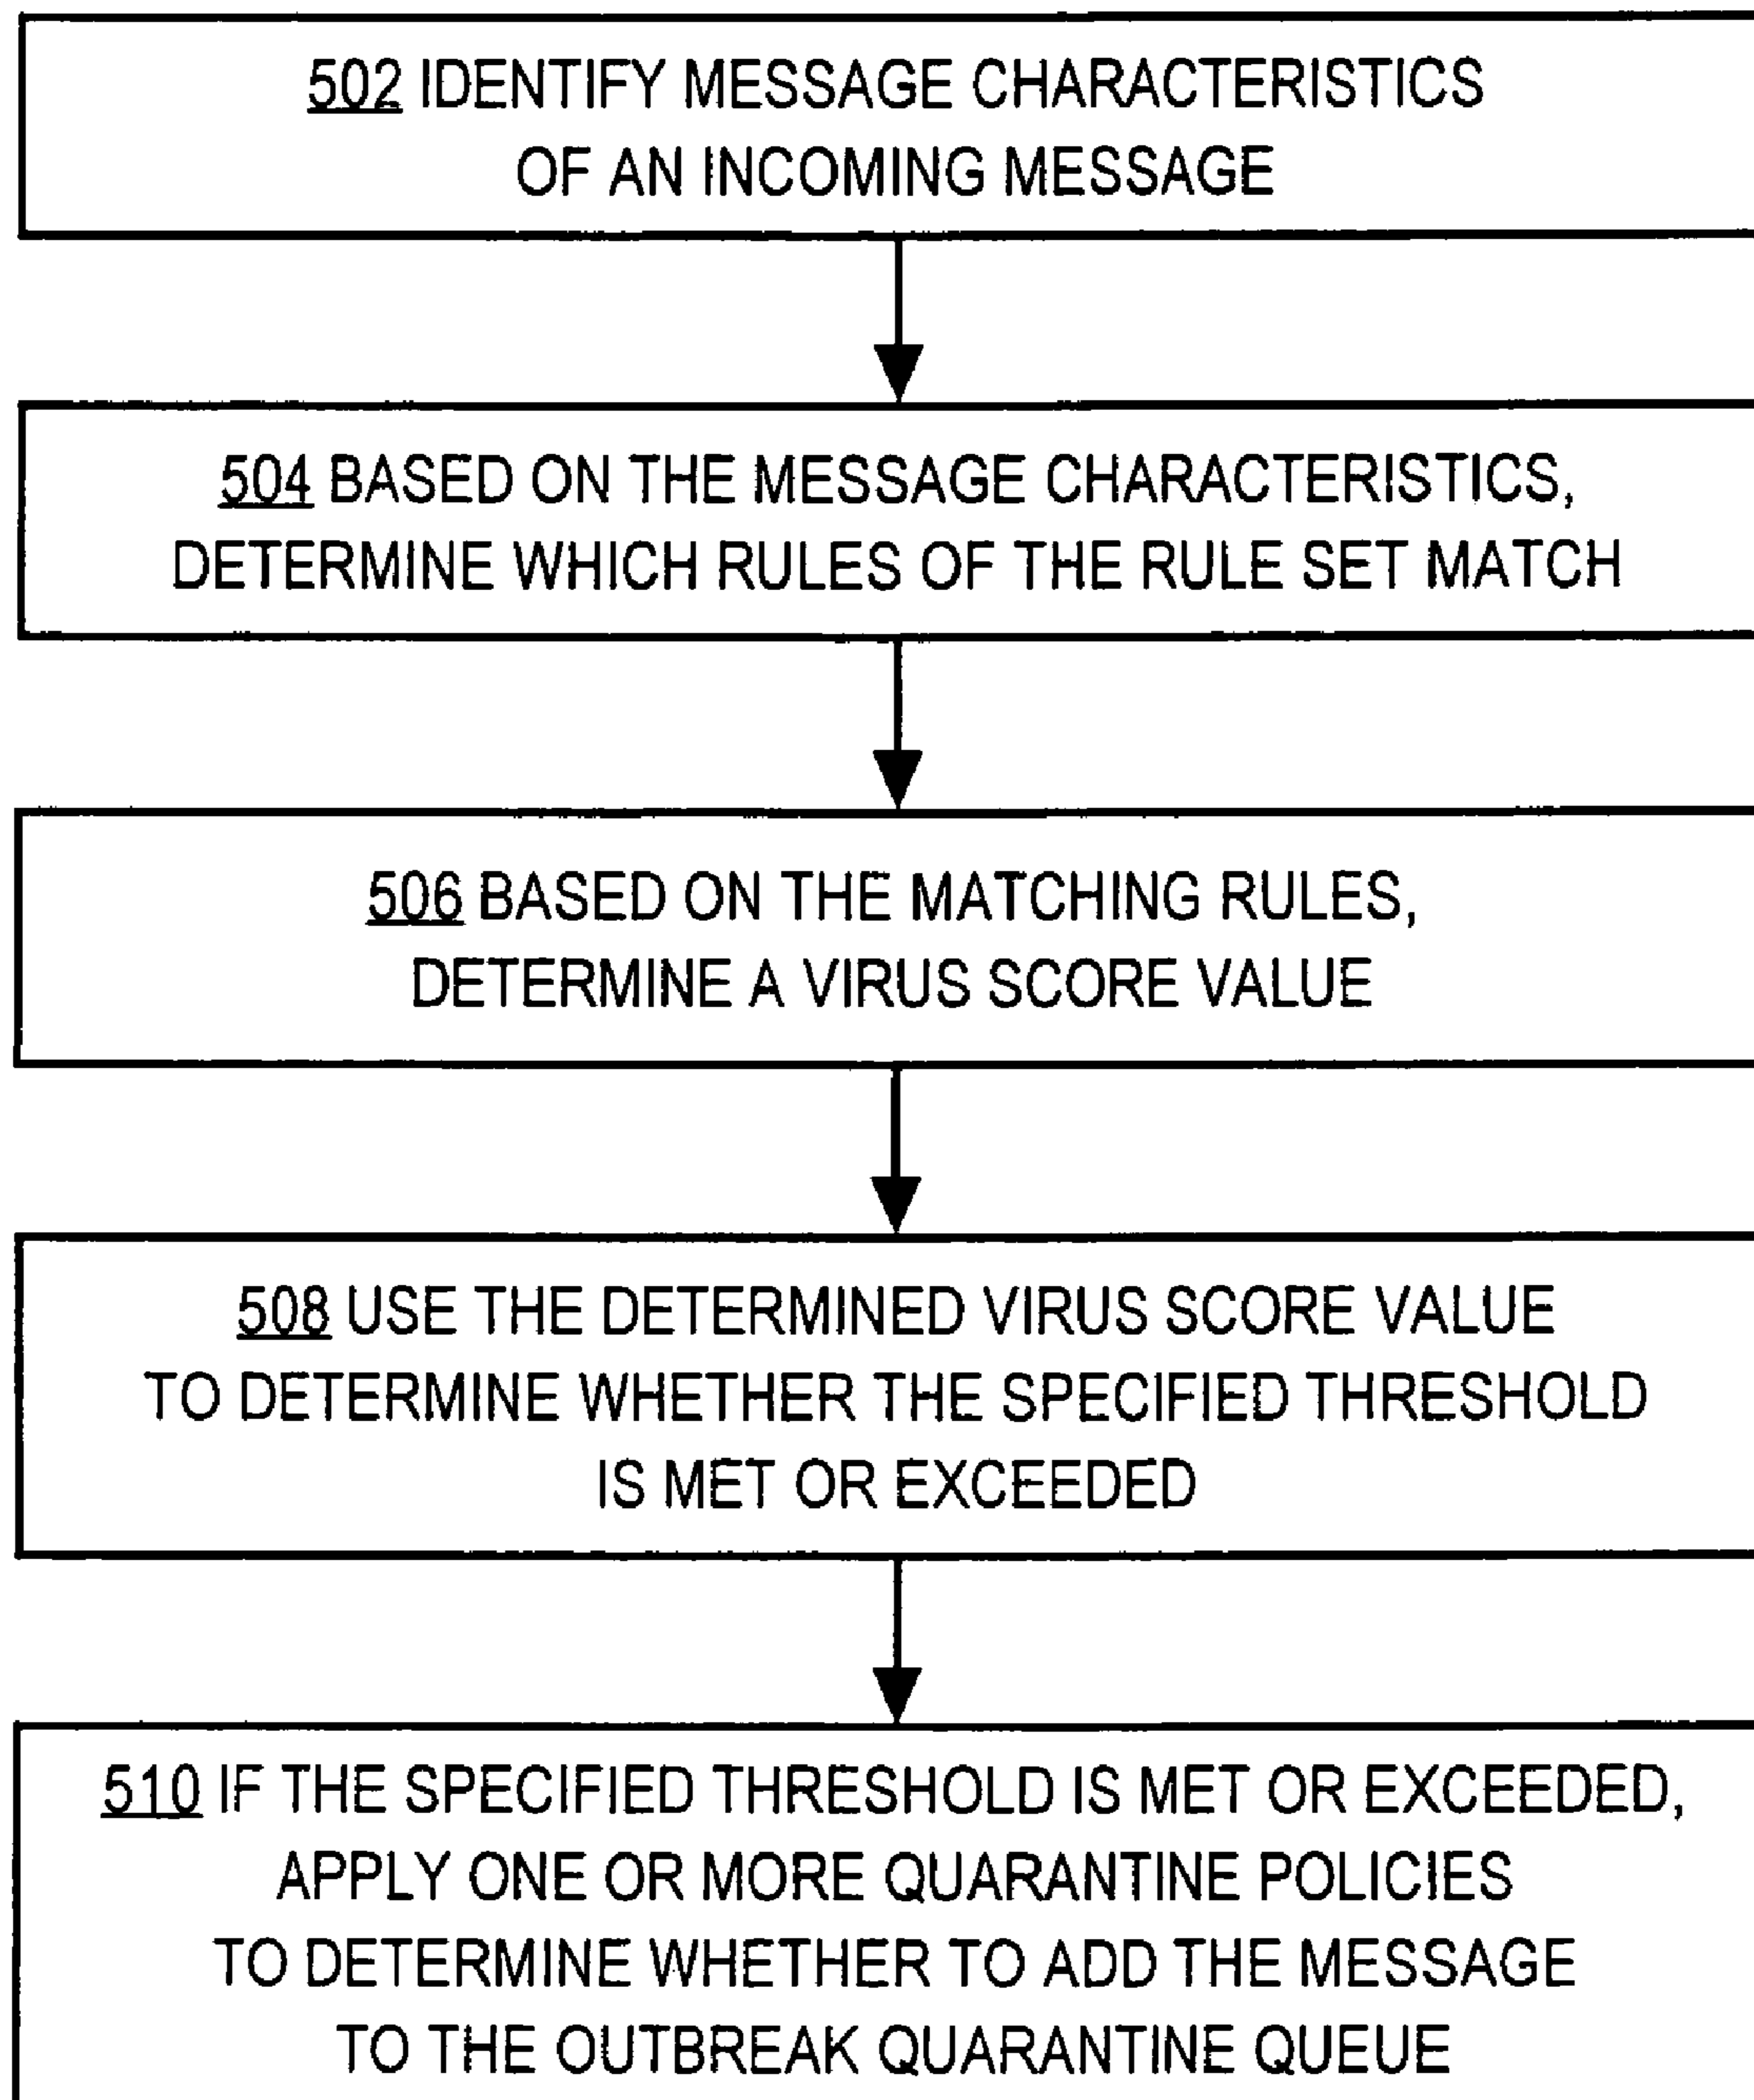 502 IDENTIFY MESSAGE CHARACTERISTICS
OF AN INCOMING MESSAGE
504 BASED ON THE MESSAGE CHARACTERISTICS,
DETERMINE WHICH RULES OF THE RULE SET MATCH
506 BASED ON THE MATCHING RULES,
DETERMINE A VIRUS SCORE VALUE
508 USE THE DETERMINED VIRUS SCORE VALUE
TO DETERMINE WHETHER THE SPECIFIED THRESHOLD
IS MET OR EXCEEDED
510 IF THE SPECIFIED THRESHOLD IS MET OR EXCEEDED,
APPLY ONE OR MORE QUARANTINE POLICIES
TO DETERMINE WHETHER TO ADD THE MESSAGE
TO THE OUTBREAK QUARANTINE QUEUE